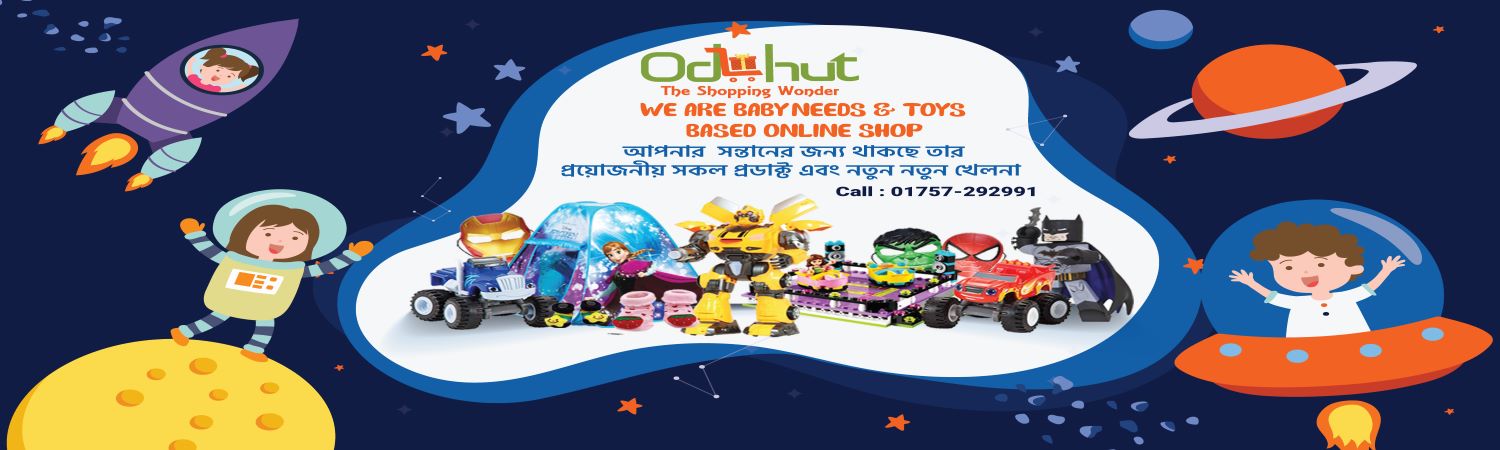 Oduhut
The Shopping Wonder
WE ARE BABY NEEDS & TOYS
BASED ONLINE SHOP
আপনার সন্তানের জন্য থাকছে তার
প্রয়োজনীয় সকল প্রডাক্ট এবং নতুন নতুন খেলনা
Call : 01757-292991